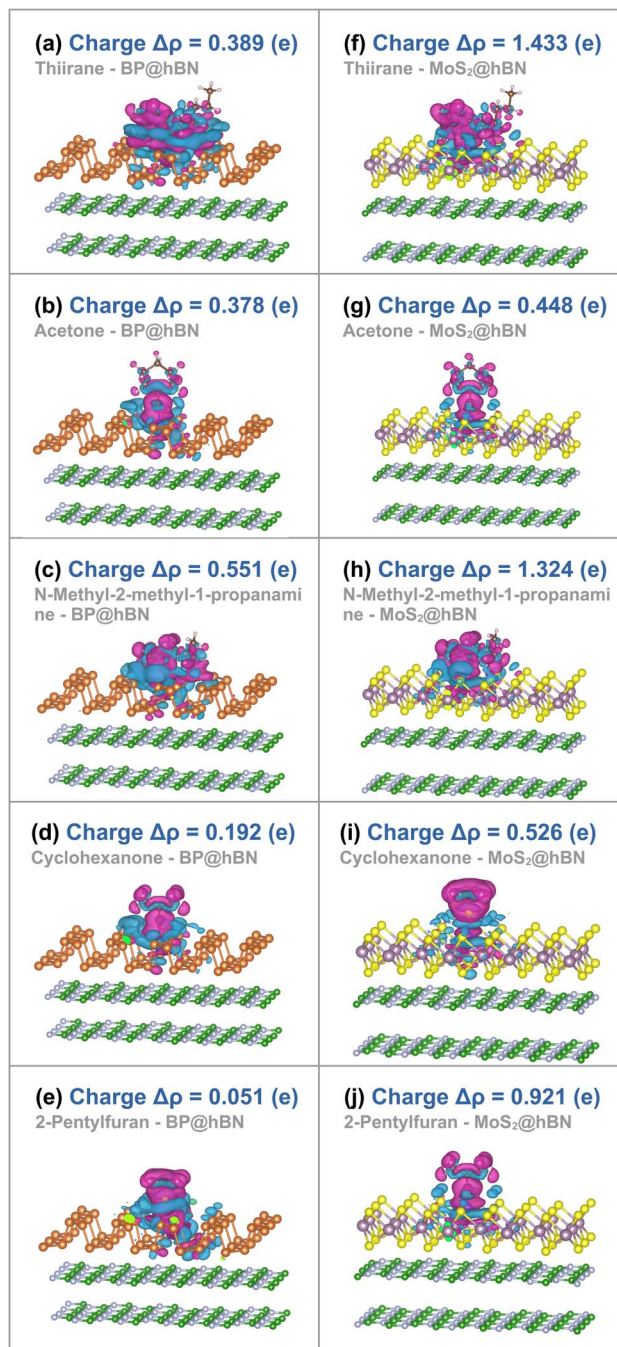 (a) Charge Δρ = 0.389 (e)
Thiirane - BP@hBN
(f) Charge Δρ = 1.433 (e)
Thiirane - MoS₂@hBN
(b) Charge Δρ = 0.378 (e)
Acetone - BP@hBN
(g) Charge Δρ = 0.448 (e)
Acetone - MoS₂@hBN
(c) Charge Δρ = 0.551 (e)
N-Methyl-2-methyl-1-propanami
ne - BP@hBN
(h) Charge Δρ = 1.324 (e)
N-Methyl-2-methyl-1-propanami
ne - MoS₂@hBN
(d) Charge Δρ = 0.192 (e)
Cyclohexanone - BP@hBN
(i) Charge Δρ = 0.526 (e)
Cyclohexanone - MoS₂@hBN
(e) Charge Δρ = 0.051 (e)
2-Pentylfuran - BP@hBN
(j) Charge Δρ = 0.921 (e)
2-Pentylfuran - MoS₂@hBN